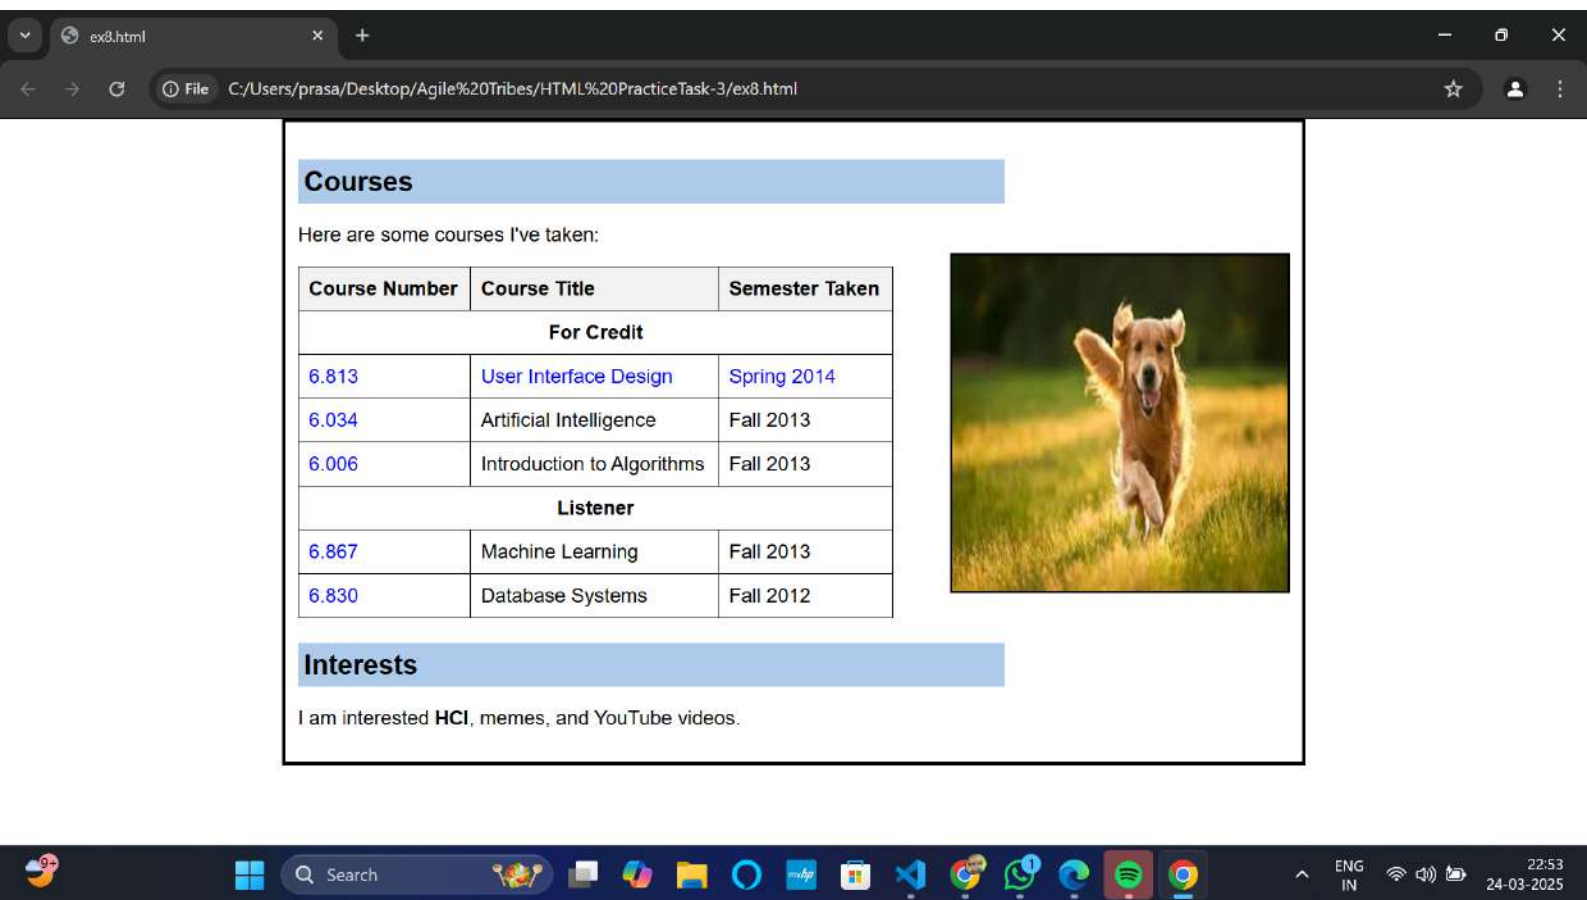 ex8.html
File C:/Users/prasa/Desktop/Agile%20Tribes/HTML%20PracticeTask-3/ex8.html
Courses
Here are some courses I've taken:
Course Number Course Title Semester Taken
For Credit
6.813 User Interface Design Spring 2014
6.034 Artificial Intelligence Fall 2013
6.006 Introduction to Algorithms Fall 2013
Listener
6.867 Machine Learning Fall 2013
6.830 Database Systems Fall 2012
Interests
I am interested HCI, memes, and YouTube videos.
9+
Search
myhp
1
ENG
IN
22:53
24-03-2025